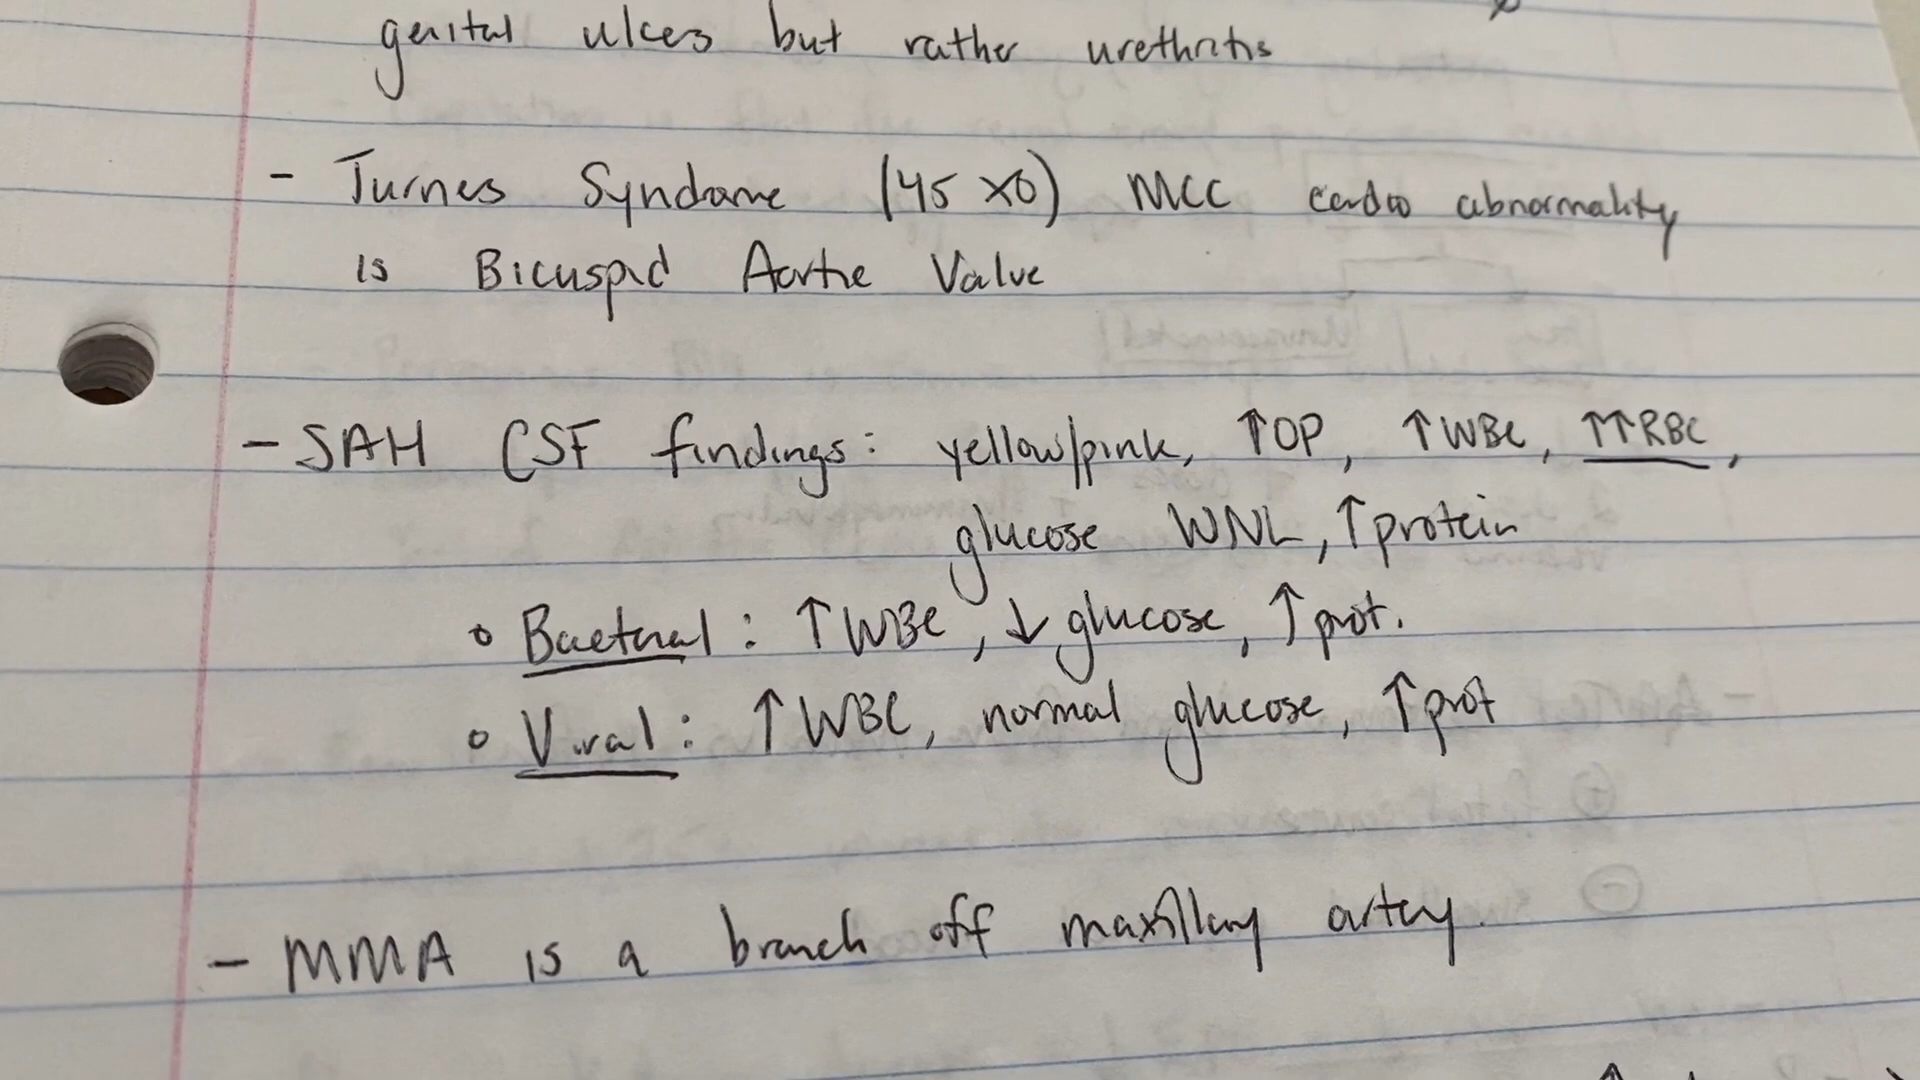 genital ulcers but rather urethritis
- Turners Syndrome (45 XO) MCC cardio abnormality
is Bicuspid Aortic Valve
- SAH CSF findings: yellow/pink, ↑OP, ↑WBC, ↑↑RBC,
glucose WNL, ↑protein
o Bacterial: ↑WBC, ↓ glucose, ↑prot.
o Viral: ↑WBC, normal glucose, ↑prot
- MMA is a branch off maxillary artery.